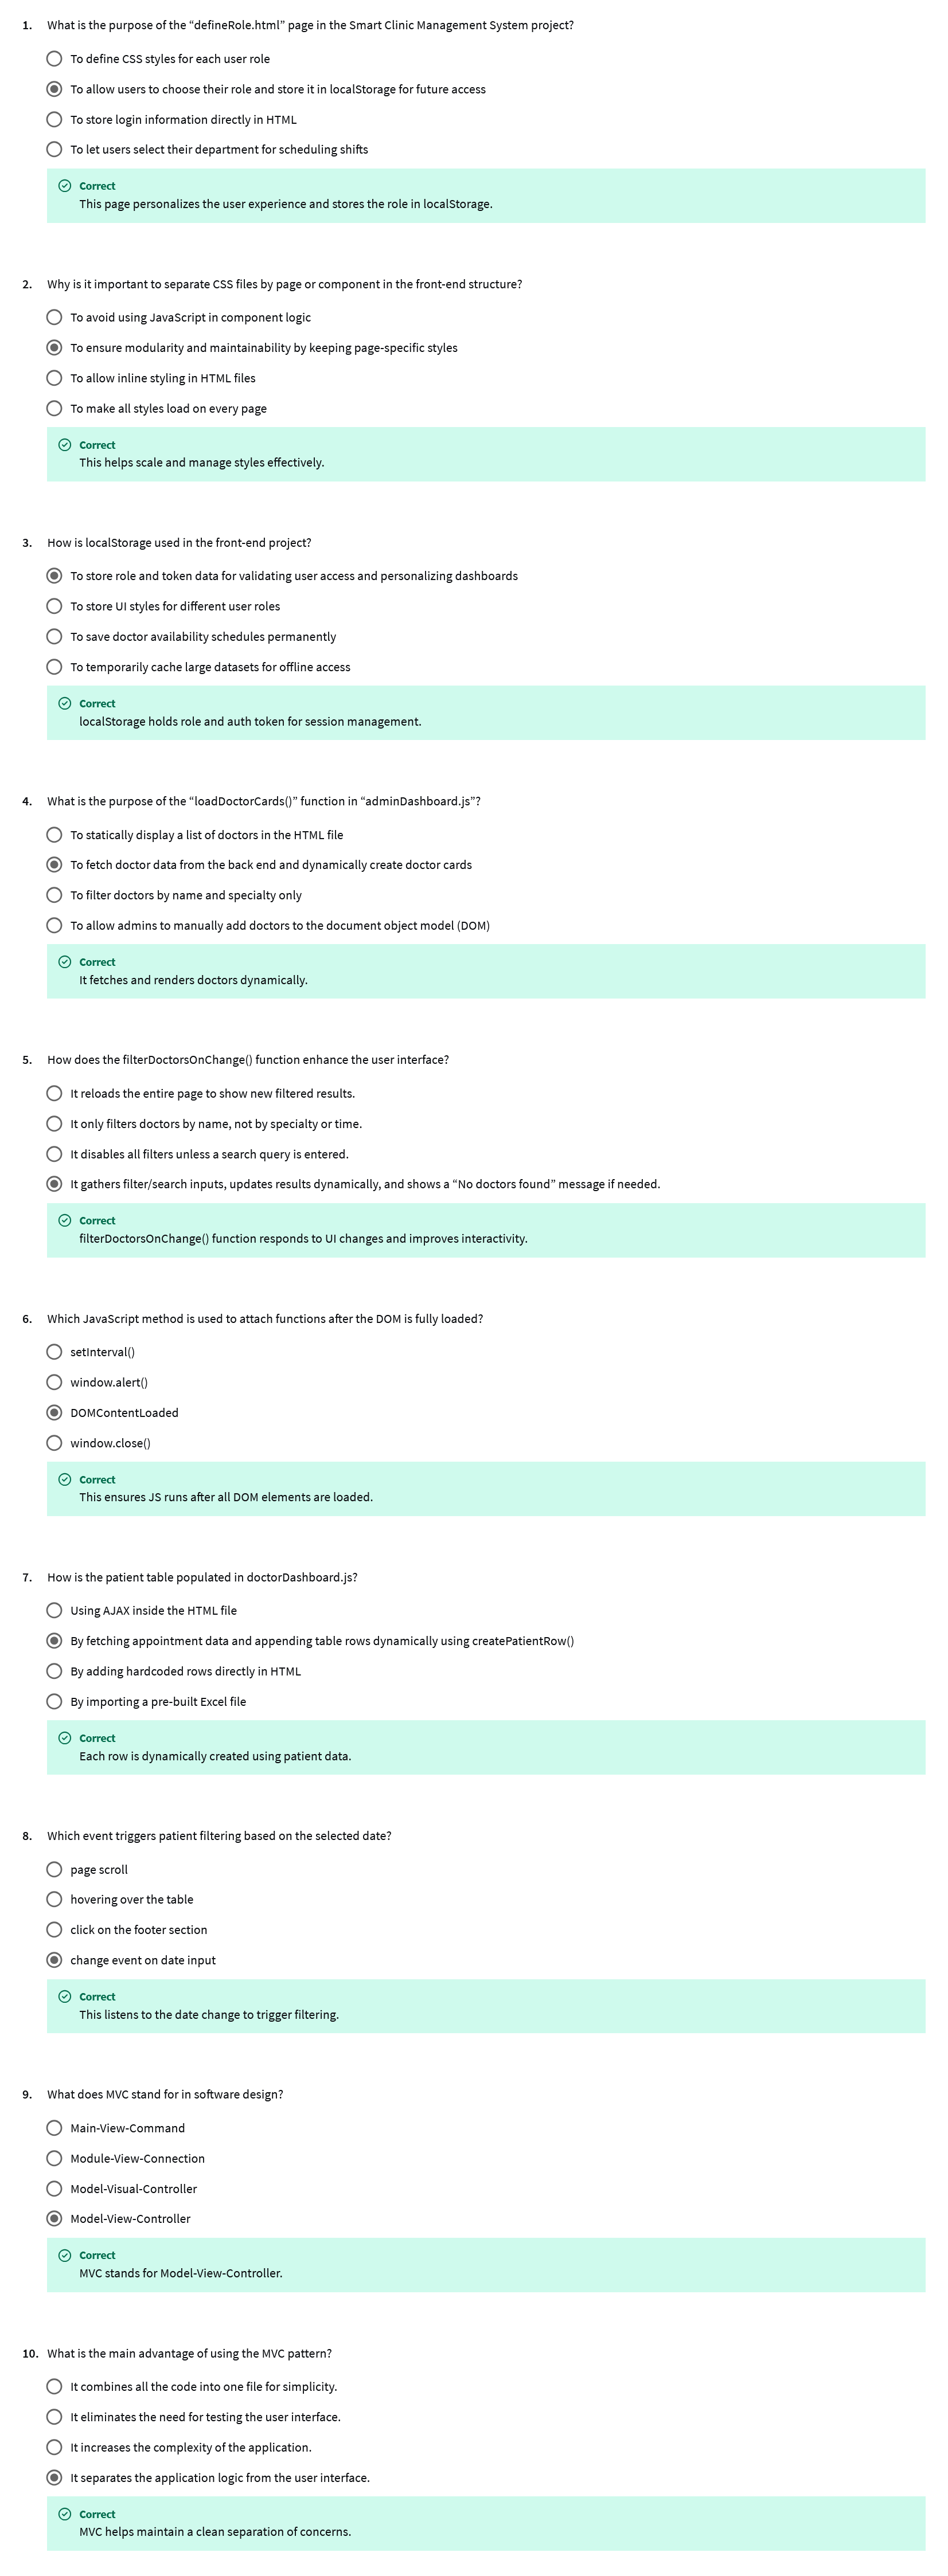 1. What is the purpose of the “defineRole.html” page in the Smart Clinic Management System project?
To define CSS styles for each user role
To allow users to choose their role and store it in localStorage for future access
To store login information directly in HTML
To let users select their department for scheduling shifts
Correct
This page personalizes the user experience and stores the role in localStorage.
2. Why is it important to separate CSS files by page or component in the front-end structure?
To avoid using JavaScript in component logic
To ensure modularity and maintainability by keeping page-specific styles
To allow inline styling in HTML files
To make all styles load on every page
Correct
This helps scale and manage styles effectively.
3. How is localStorage used in the front-end project?
To store role and token data for validating user access and personalizing dashboards
To store UI styles for different user roles
To save doctor availability schedules permanently
To temporarily cache large datasets for offline access
Correct
localStorage holds role and auth token for session management.
4. What is the purpose of the “loadDoctorCards()” function in “adminDashboard.js”?
To statically display a list of doctors in the HTML file
To fetch doctor data from the back end and dynamically create doctor cards
To filter doctors by name and specialty only
To allow admins to manually add doctors to the document object model (DOM)
Correct
It fetches and renders doctors dynamically.
5. How does the filterDoctorsOnChange() function enhance the user interface?
It reloads the entire page to show new filtered results.
It only filters doctors by name, not by specialty or time.
It disables all filters unless a search query is entered.
It gathers filter/search inputs, updates results dynamically, and shows a “No doctors found” message if needed.
Correct
filterDoctorsOnChange() function responds to UI changes and improves interactivity.
6. Which JavaScript method is used to attach functions after the DOM is fully loaded?
setInterval()
window.alert()
DOMContentLoaded
window.close()
Correct
This ensures JS runs after all DOM elements are loaded.
7. How is the patient table populated in doctorDashboard.js?
Using AJAX inside the HTML file
By fetching appointment data and appending table rows dynamically using createPatientRow()
By adding hardcoded rows directly in HTML
By importing a pre-built Excel file
Correct
Each row is dynamically created using patient data.
8. Which event triggers patient filtering based on the selected date?
page scroll
hovering over the table
click on the footer section
change event on date input
Correct
This listens to the date change to trigger filtering.
9. What does MVC stand for in software design?
Main-View-Command
Module-View-Connection
Model-Visual-Controller
Model-View-Controller
Correct
MVC stands for Model-View-Controller.
10. What is the main advantage of using the MVC pattern?
It combines all the code into one file for simplicity.
It eliminates the need for testing the user interface.
It increases the complexity of the application.
It separates the application logic from the user interface.
Correct
MVC helps maintain a clean separation of concerns.